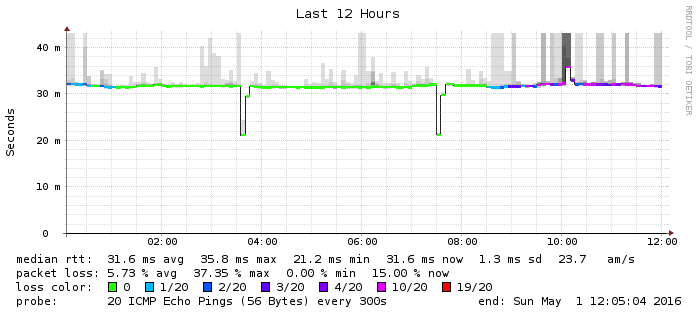 Last 12 Hours
RRDTOOL / TOBI OETIKER
Seconds
40 m
30 m
20 m
10 m
0
02:00 04:00 06:00 08:00 10:00 12:00
median rtt: 31.6 ms avg 35.8 ms max 21.2 ms min 31.6 ms now 1.3 ms sd 23.7 am/s
packet loss: 5.73 % avg 37.35 % max 0.00 % min 15.00 % now
loss color: 0 1/20 2/20 3/20 4/20 10/20 19/20
probe: 20 ICMP Echo Pings (56 Bytes) every 300s end: Sun May 1 12:05:04 2016